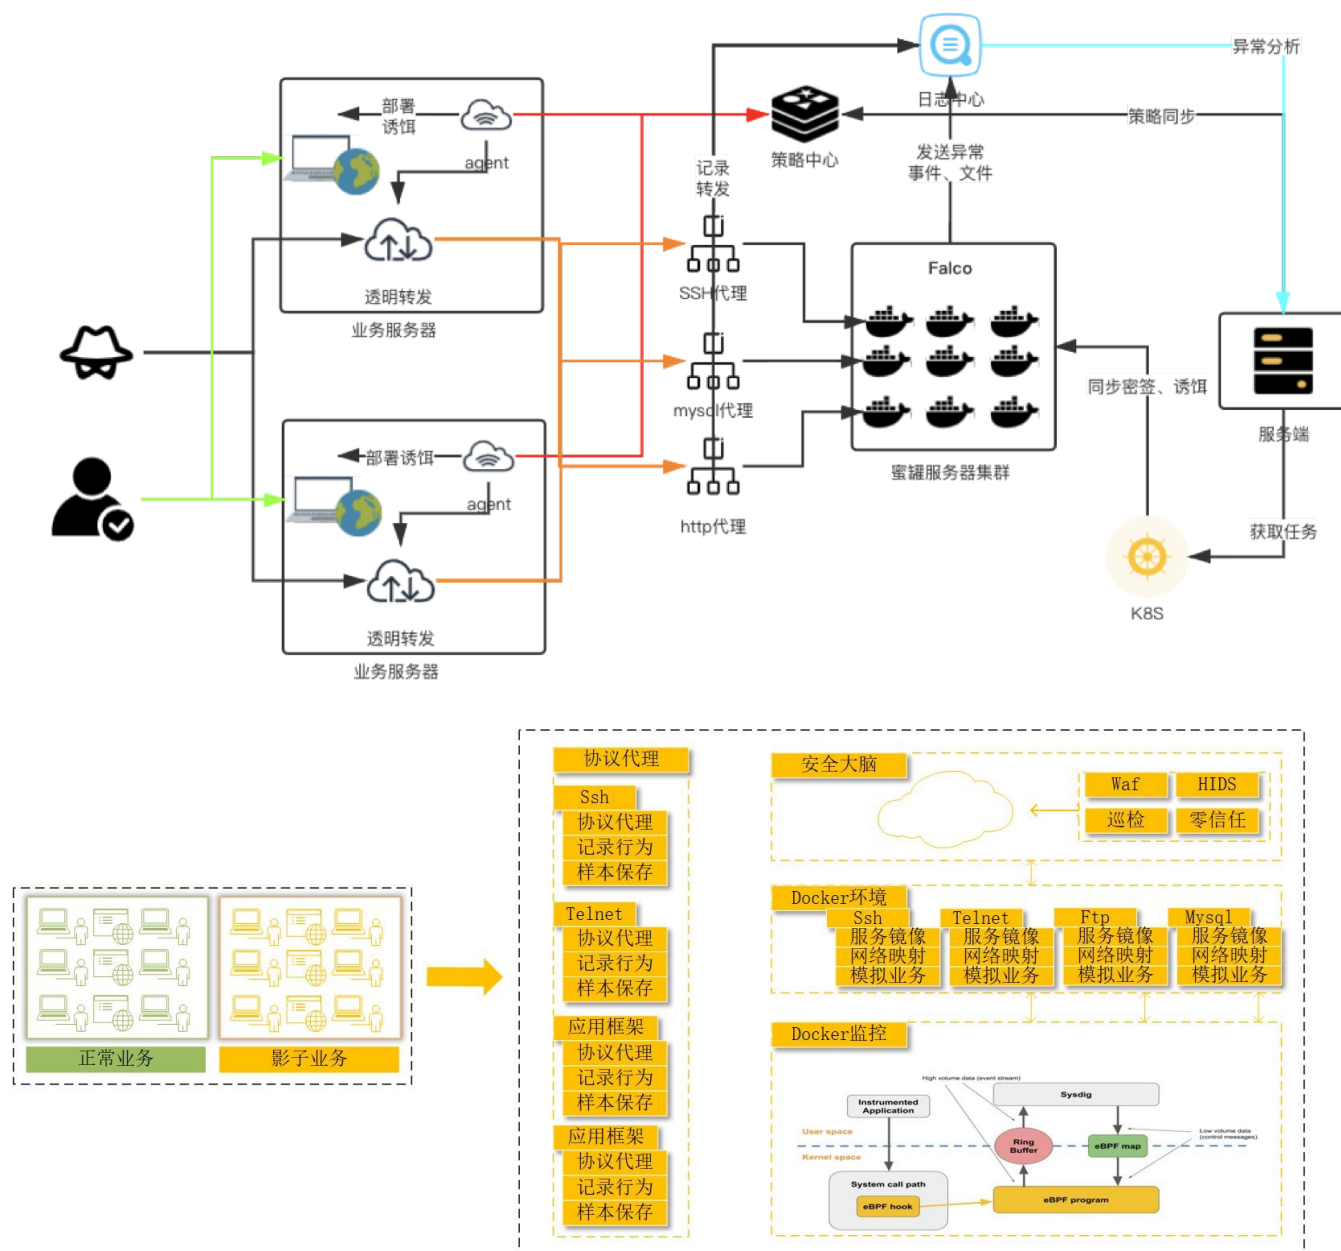 部署
诱饵
agent
透明转发
业务服务器
部署诱饵
agent
透明转发
业务服务器
记录
转发
SSH代理
mysql代理
http代理
策略中心
日志中心
异常分析
策略同步
发送异常
事件、文件
Falco
蜜罐服务器集群
同步密签、诱饵
服务端
获取任务
K8S
正常业务
影子业务
协议代理
Ssh
协议代理
记录行为
样本保存
Telnet
协议代理
记录行为
样本保存
应用框架
协议代理
记录行为
样本保存
应用框架
协议代理
记录行为
样本保存
安全大脑
Waf
HIDS
巡检
零信任
Docker环境
Ssh
服务镜像
网络映射
模拟业务
Telnet
服务镜像
网络映射
模拟业务
Ftp
服务镜像
网络映射
模拟业务
Mysql
服务镜像
网络映射
模拟业务
Docker监控
High volume data (event stream)
Instrumented
Application
Sysdig
User space
Kernel space
Ring
Buffer
eBPF map
Low volume data
(control messages)
System call path
eBPF hook
eBPF program